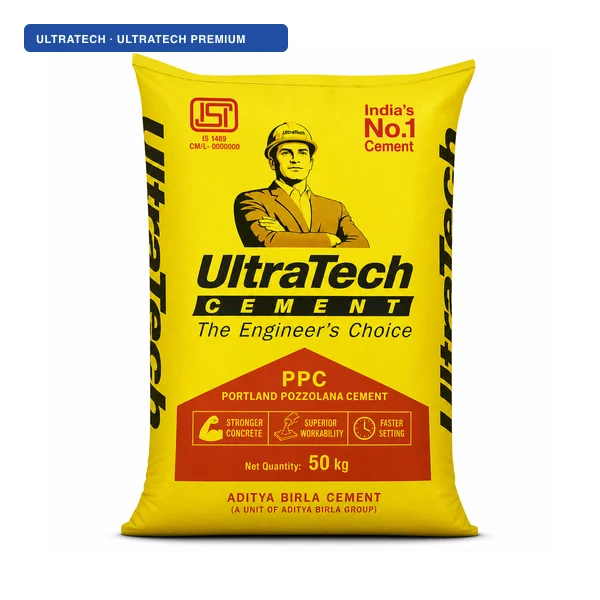 ULTRATECH · ULTRATECH PREMIUM
ISI
IS 1489
CM/L- 0000000
India's
No.1
Cement
UltraTech
UltraTech
UltraTech
UltraTech
CEMENT
The Engineer's Choice
PPC
PORTLAND POZZOLANA CEMENT
STRONGER
CONCRETE
SUPERIOR
WORKABILITY
FASTER
SETTING
Net Quantity: 50 kg
ADITYA BIRLA CEMENT
(A UNIT OF ADITYA BIRLA GROUP)